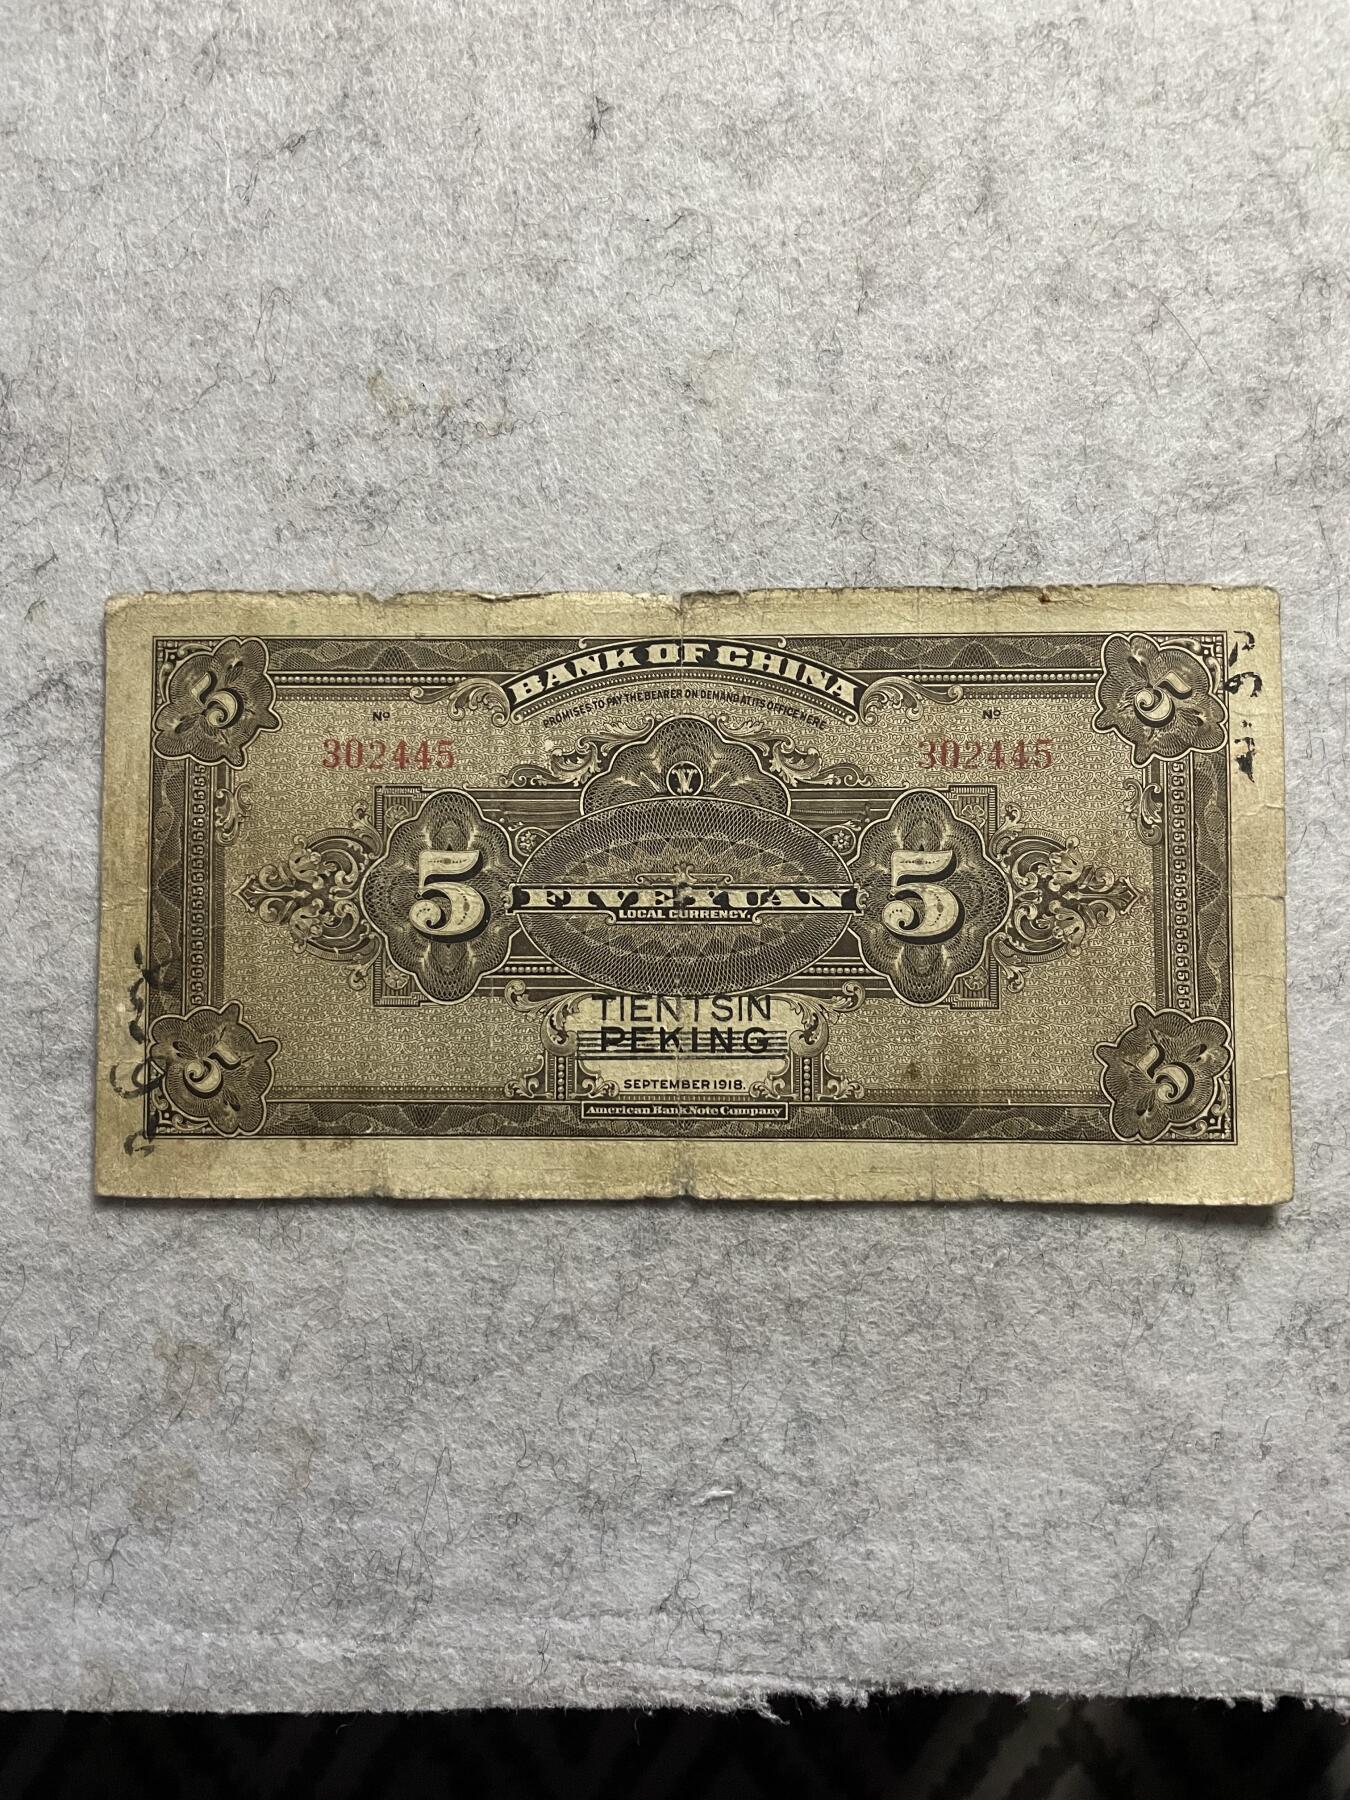 BANK OF CHINA
PROMISES TO PAY THE BEARER ON DEMAND AT ITS OFFICE HERE
5
5
Nº
Nº
302445
302445
V
5
5
FIVE YUAN
LOCAL CURRENCY.
TIENTSIN
PEKING
5
5
SEPTEMBER 1918.
American Bank Note Company